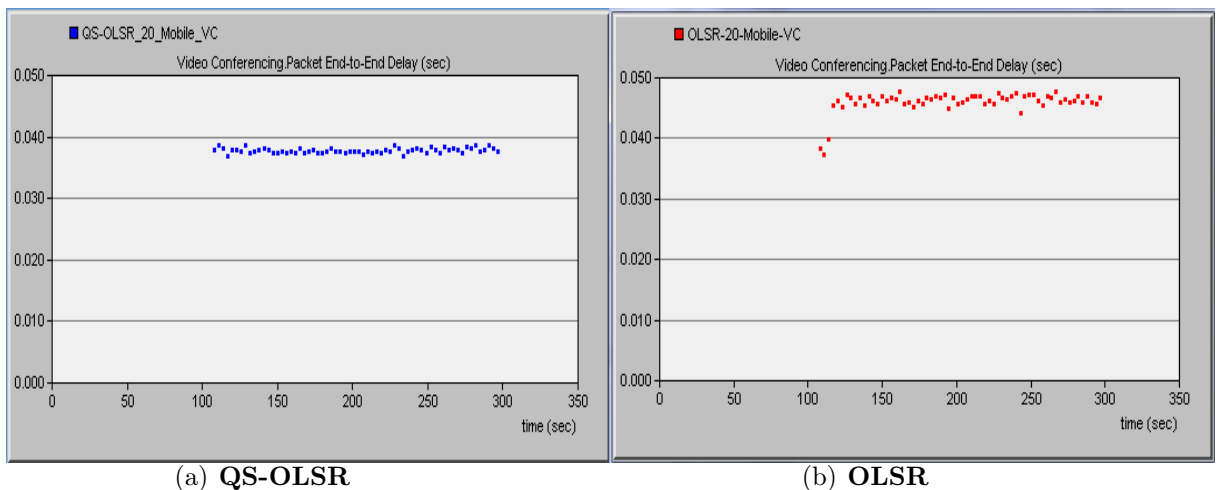 QS-OLSR_20_Mobile_VC
Video Conferencing.Packet End-to-End Delay (sec)
0.050
0.040
0.030
0.020
0.010
0.000
0 50 100 150 200 250 300 350
time (sec)
(a) QS-OLSR
OLSR-20-Mobile-VC
Video Conferencing.Packet End-to-End Delay (sec)
0.050
0.040
0.030
0.020
0.010
0.000
0 50 100 150 200 250 300 350
time (sec)
(b) OLSR